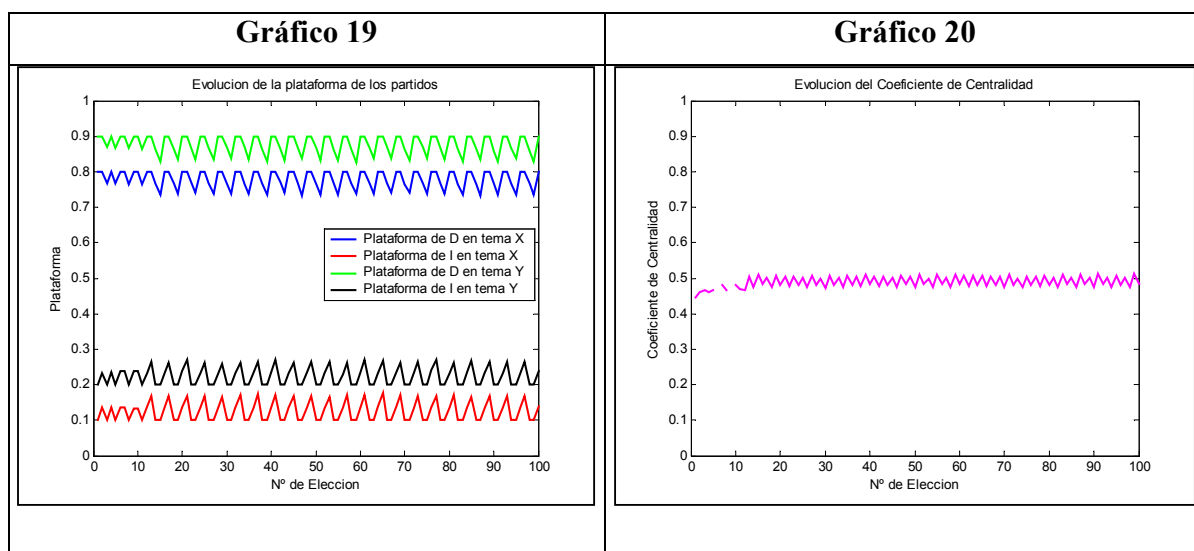 Gráfico 19
Gráfico 20
Evolucion de la plataforma de los partidos
1
0.9
0.8
0.7
0.6
0.5
0.4
0.3
0.2
0.1
0
Plataforma
Plataforma de D en tema X
Plataforma de I en tema X
Plataforma de D en tema Y
Plataforma de I en tema Y
0 10 20 30 40 50 60 70 80 90 100
Nº de Eleccion
Evolucion del Coeficiente de Centralidad
1
0.9
0.8
0.7
0.6
0.5
0.4
0.3
0.2
0.1
0
Coeficiente de Centralidad
0 10 20 30 40 50 60 70 80 90 100
Nº de Eleccion